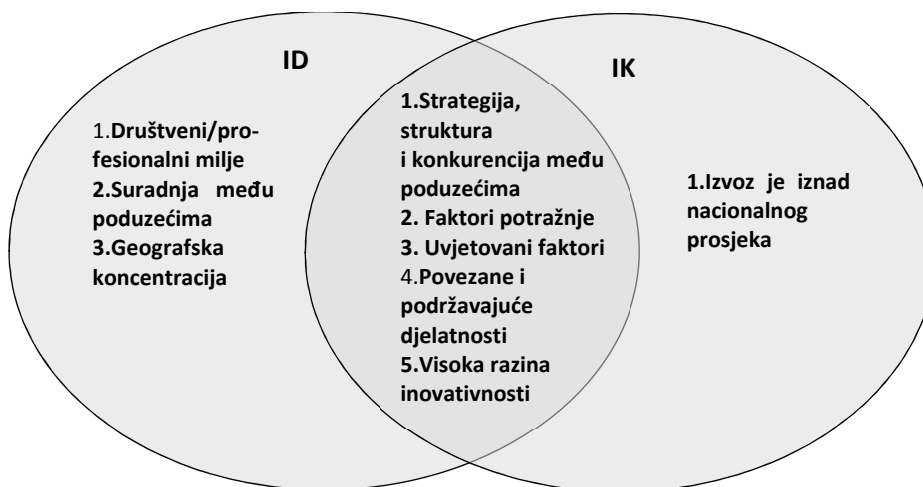 ID
1.Društveni/pro-
fesionalni milje
2.Suradnja među
poduzećima
3.Geografska
koncentracija
1.Strategija,
struktura
i konkurencija među
poduzećima
2. Faktori potražnje
3. Uvjetovani faktori
4.Povezane i
podržavajuće
djelatnosti
5.Visoka razina
inovativnosti
IK
1.Izvoz je iznad
nacionalnog
prosjeka